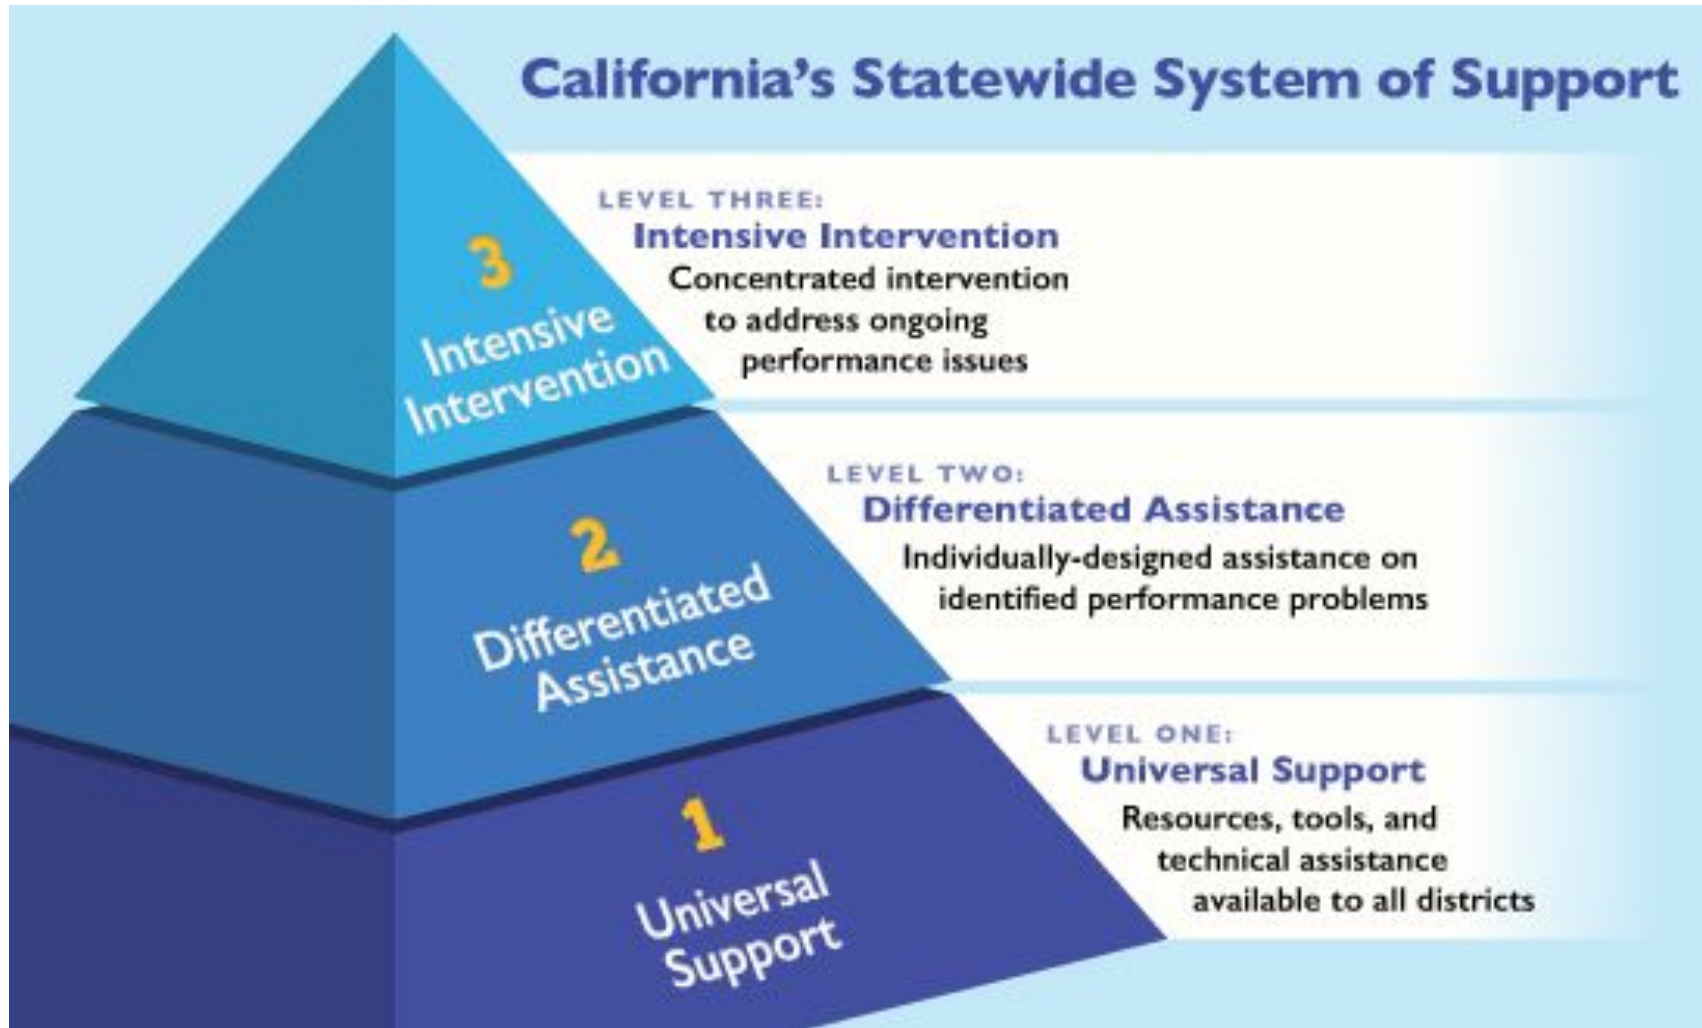 California's Statewide System of Support
LEVEL THREE:
Intensive Intervention
Concentrated intervention
to address ongoing
performance issues
3
Intensive
Intervention
LEVEL TWO:
Differentiated Assistance
Individually-designed assistance on
identified performance problems
2
Differentiated
Assistance
LEVEL ONE:
Universal Support
Resources, tools, and
technical assistance
available to all districts
1
Universal
Support